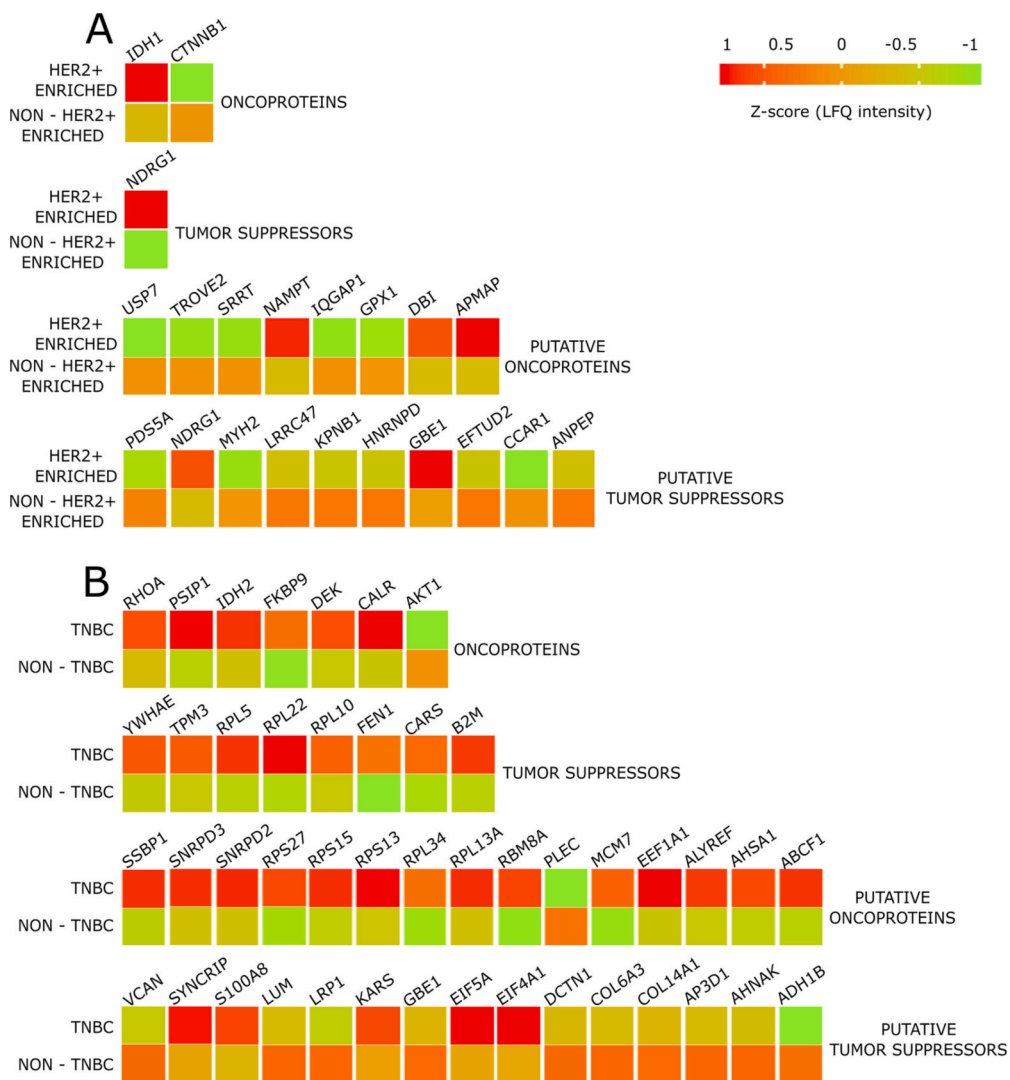 A
IDH1 CTNNB1
HER2+
ENRICHED
NON - HER2+
ENRICHED
ONCOPROTEINS
1 0.5 0 -0.5 -1
Z-score (LFQ intensity)
NDRG1
HER2+
ENRICHED
NON - HER2+
ENRICHED
TUMOR SUPPRESSORS
USP7 TROVE2 SRRT NAMPT IQGAP1 GPX1 DBI APMAP
HER2+
ENRICHED
NON - HER2+
ENRICHED
PUTATIVE
ONCOPROTEINS
PDS5A NDRG1 MYH2 LRRC47 KPNB1 HNRNPD GBE1 EFTUD2 CCAR1 ANPEP
HER2+
ENRICHED
NON - HER2+
ENRICHED
PUTATIVE
TUMOR SUPPRESSORS
B
RHOA PSIP1 IDH2 FKBP9 DEK CALR AKT1
TNBC
NON - TNBC
ONCOPROTEINS
YWHAE TPM3 RPL5 RPL22 RPL10 FEN1 CARS B2M
TNBC
NON - TNBC
TUMOR SUPPRESSORS
SSBP1 SNRPD3 SNRPD2 RPS27 RPS15 RPS13 RPL34 RPL13A RBM8A PLEC MCM7 EEF1A1 ALYREF AHSA1 ABCF1
TNBC
NON - TNBC
PUTATIVE
ONCOPROTEINS
VCAN SYNCRIP S100A8 LUM LRP1 KARS GBE1 EIF5A EIF4A1 DCTN1 COL6A3 COL14A1 AP3D1 AHNAK ADH1B
TNBC
NON - TNBC
PUTATIVE
TUMOR SUPPRESSORS